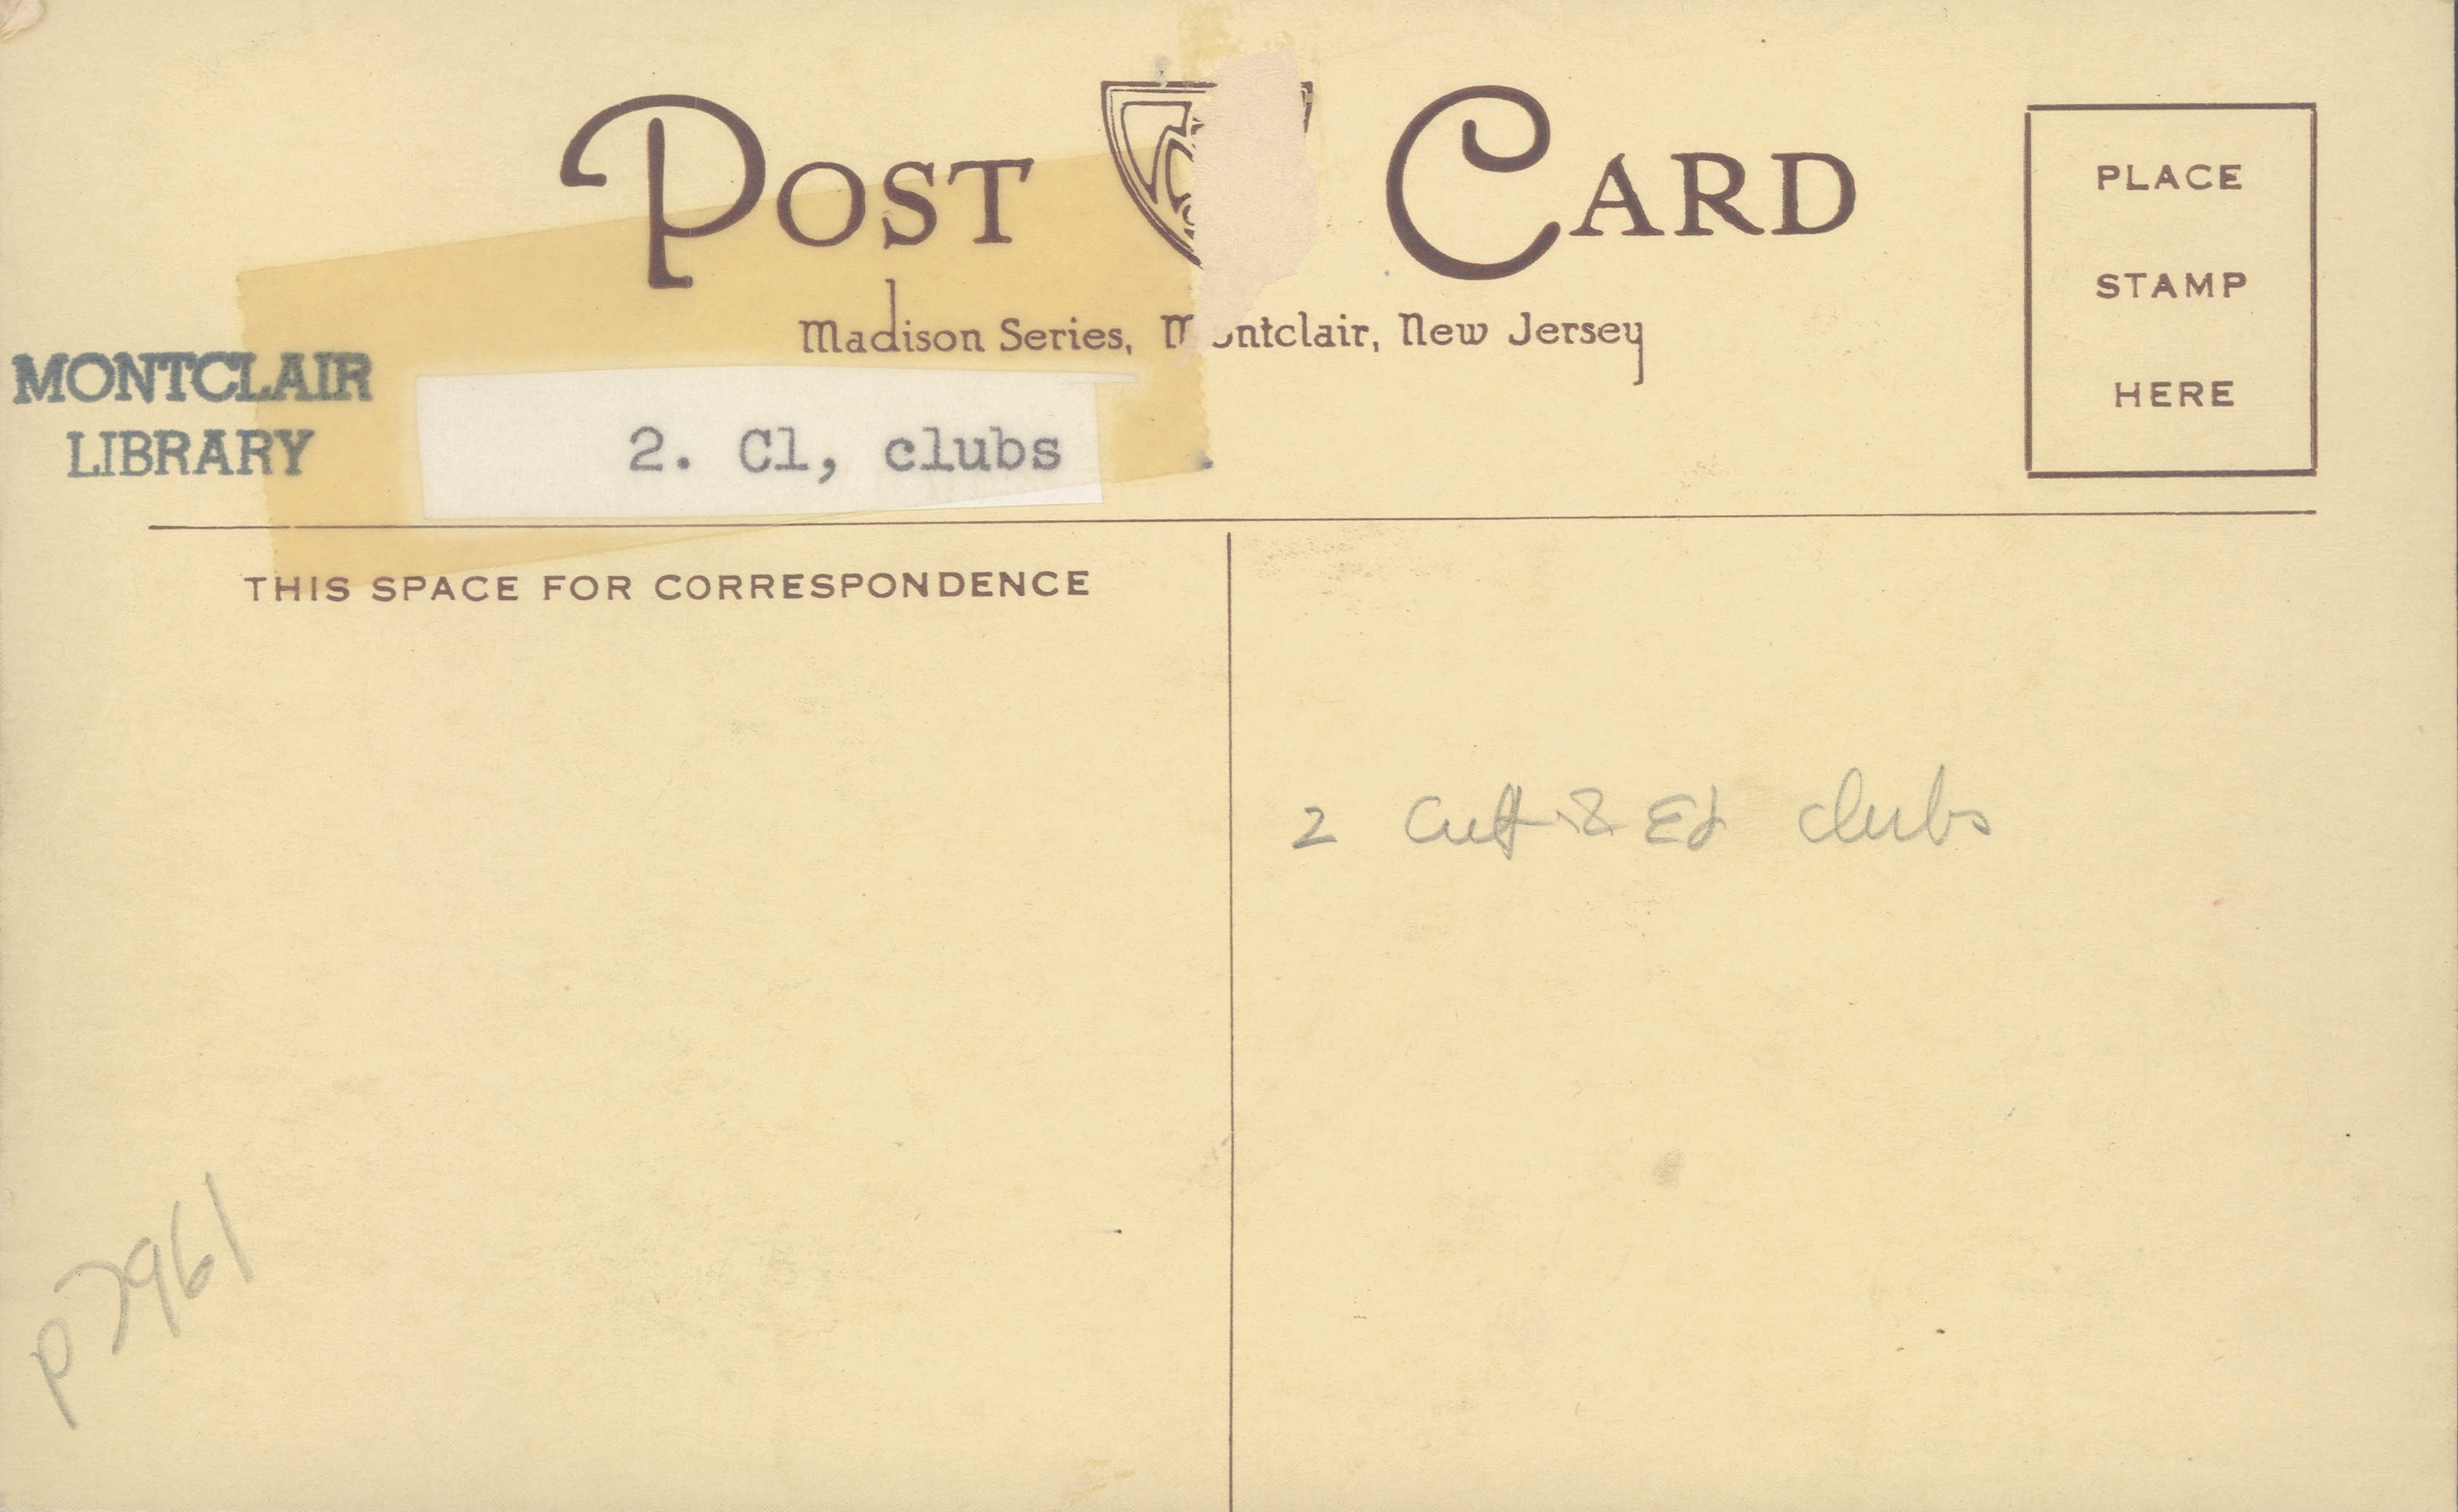 POST CARD
Madison Series, Montclair, New Jersey
PLACE
STAMP
HERE
MONTCLAIR
LIBRARY
2. Cl, clubs
THIS SPACE FOR CORRESPONDENCE
2 Cult & Ed clubs
p7961